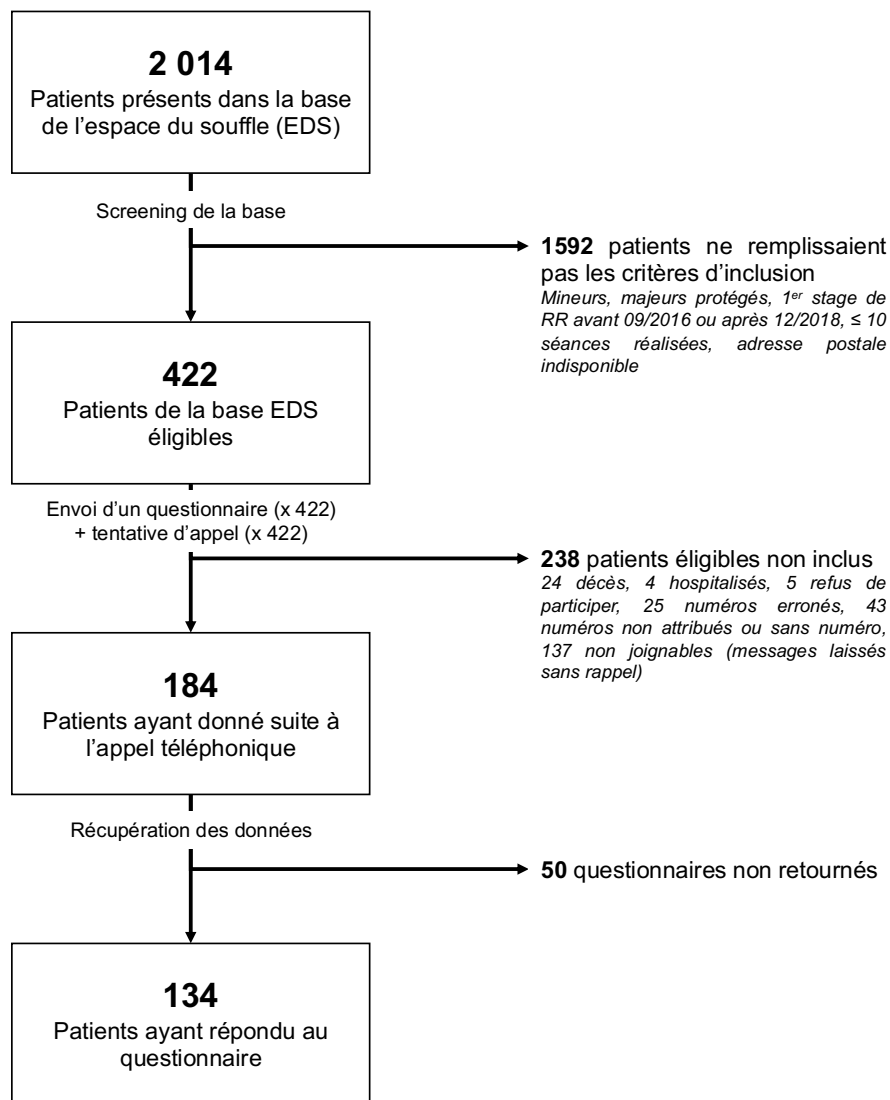 2 014
Patients présents dans la base
de l'espace du souffle (EDS)
Screening de la base
1592 patients ne remplissaient
pas les critères d'inclusion
Mineurs, majeurs protégés, 1er stage de
RR avant 09/2016 ou après 12/2018, ≤ 10
séances réalisées, adresse postale
indisponible
422
Patients de la base EDS
éligibles
Envoi d'un questionnaire (x 422)
+ tentative d'appel (x 422)
238 patients éligibles non inclus
24 décès, 4 hospitalisés, 5 refus de
participer, 25 numéros erronés, 43
numéros non attribués ou sans numéro,
137 non joignables (messages laissés
sans rappel)
184
Patients ayant donné suite à
l'appel téléphonique
Récupération des données
50 questionnaires non retournés
134
Patients ayant répondu au
questionnaire